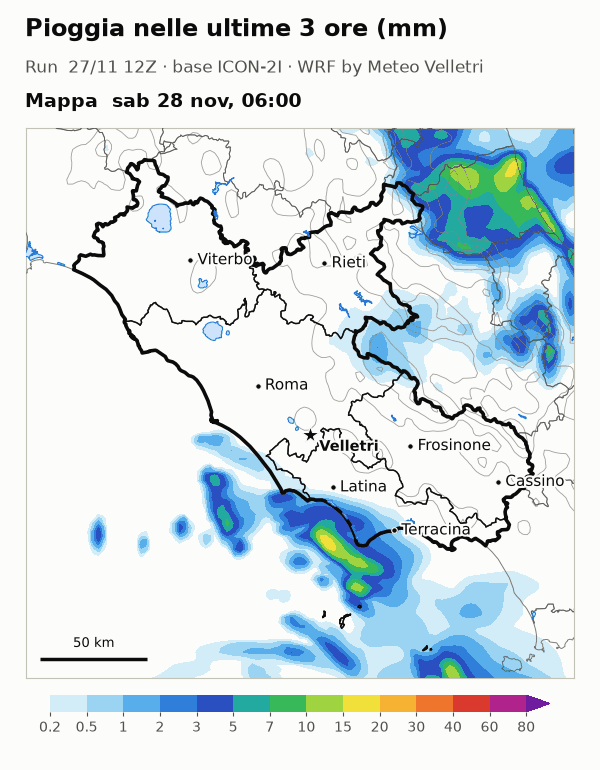 Pioggia nelle ultime 3 ore (mm)
Run  27/11 12Z · base ICON-2I · WRF by Meteo Velletri
Mappa  sab 28 nov, 06:00
Viterbo
Rieti
Roma
Velletri
Frosinone
Cassino
Latina
Terracina
50 km
0.2 0.5 1 2 3 5 7 10 15 20 30 40 60 80